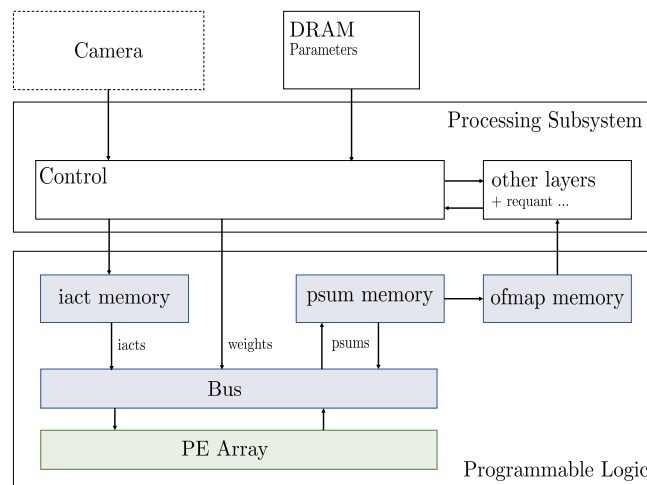 Camera
DRAM
Parameters
Processing Subsystem
Control
other layers
+ requant ...
iact memory
psum memory
ofmap memory
iacts
weights
psums
Bus
PE Array
Programmable Logic